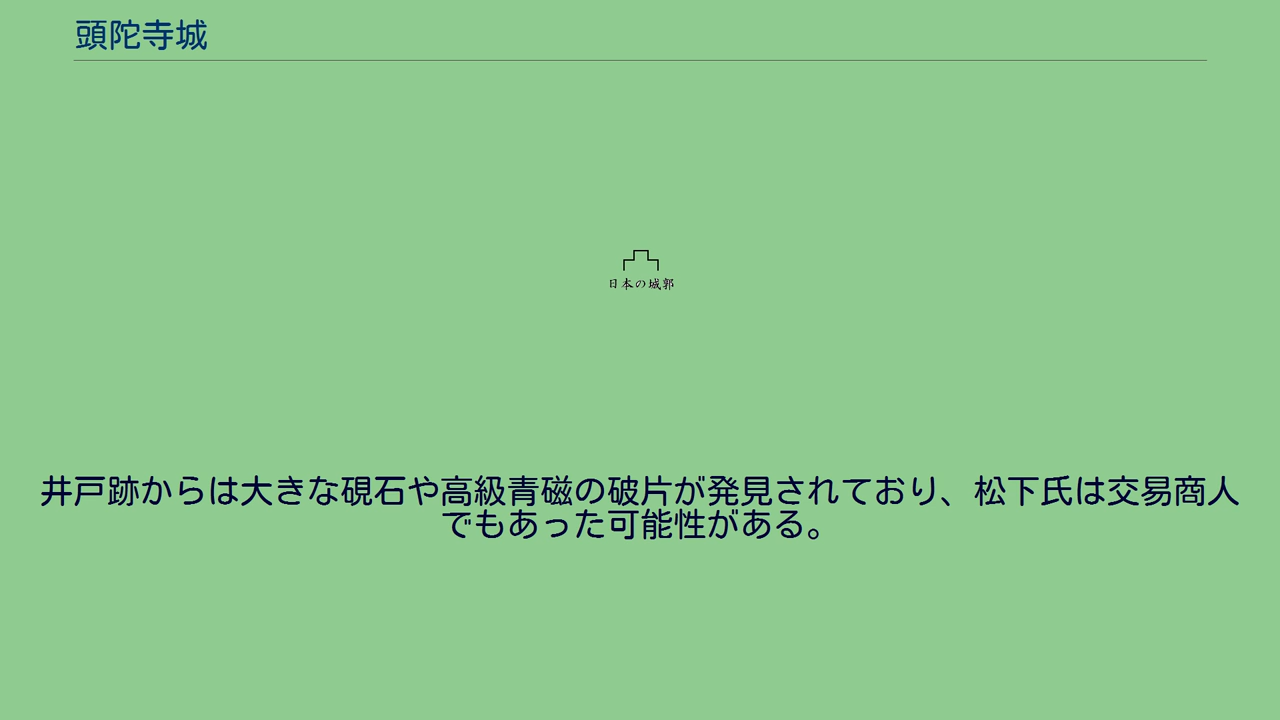 頭陀寺城
日本の城郭
井戸跡からは大きな硯石や高級青磁の破片が発見されており、松下氏は交易商人
でもあった可能性がある。